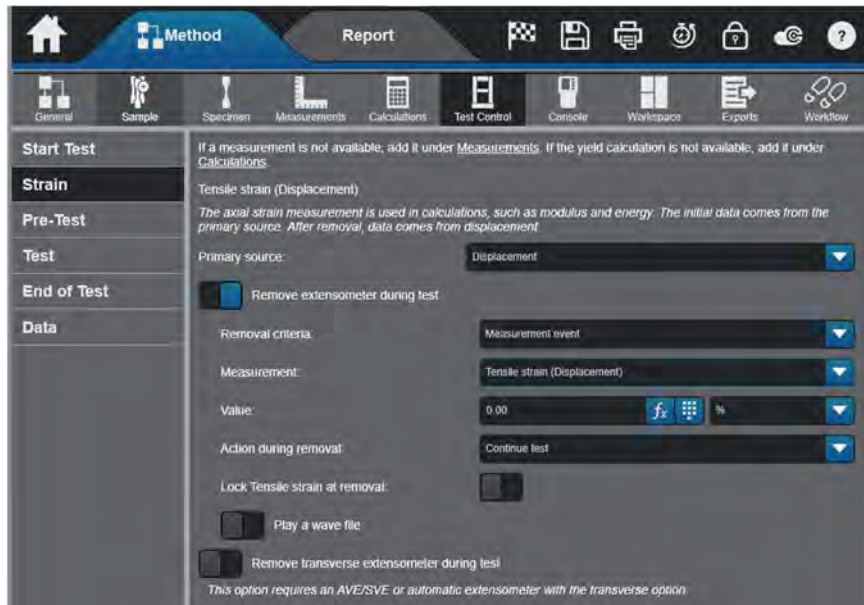 Method
Report
?
General
Sample
Specimen
Measurements
Calculations
Test Control
Console
Workspace
Exports
Workflow
Start Test
Strain
Pre-Test
Test
End of Test
Data
If a measurement is not available, add it under Measurements. If the yield calculation is not available, add it under
Calculations.
Tensile strain (Displacement)
The axial strain measurement is used in calculations, such as modulus and energy. The initial data comes from the
primary source. After removal, data comes from displacement
Primary source:
Displacement
Remove extensometer during test
Removal criteria:
Measurement event
Measurement:
Tensile strain (Displacement)
Value:
0.00
fx
%
Action during removal:
Continue test
Lock Tensile strain at removal:
Play a wave file
Remove transverse extensometer during test
This option requires an AVE/SVE or automatic extensometer with the transverse option.